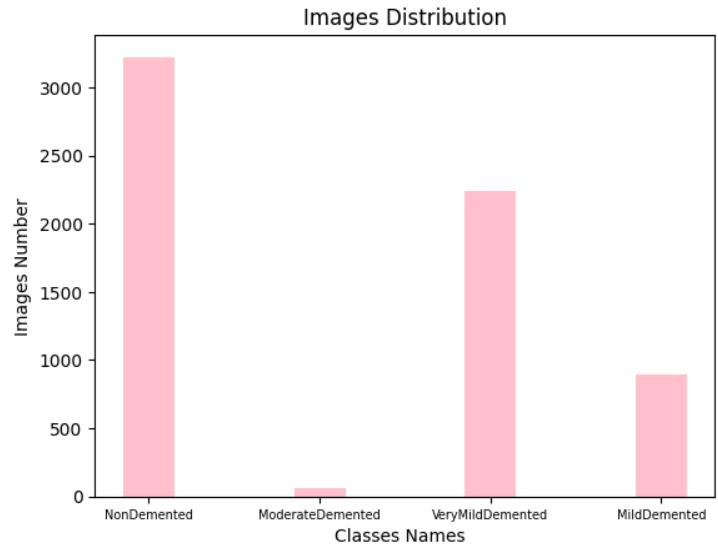 Images Distribution
Images Number
3000
2500
2000
1500
1000
500
0
NonDemented ModerateDemented VeryMildDemented MildDemented
Classes Names